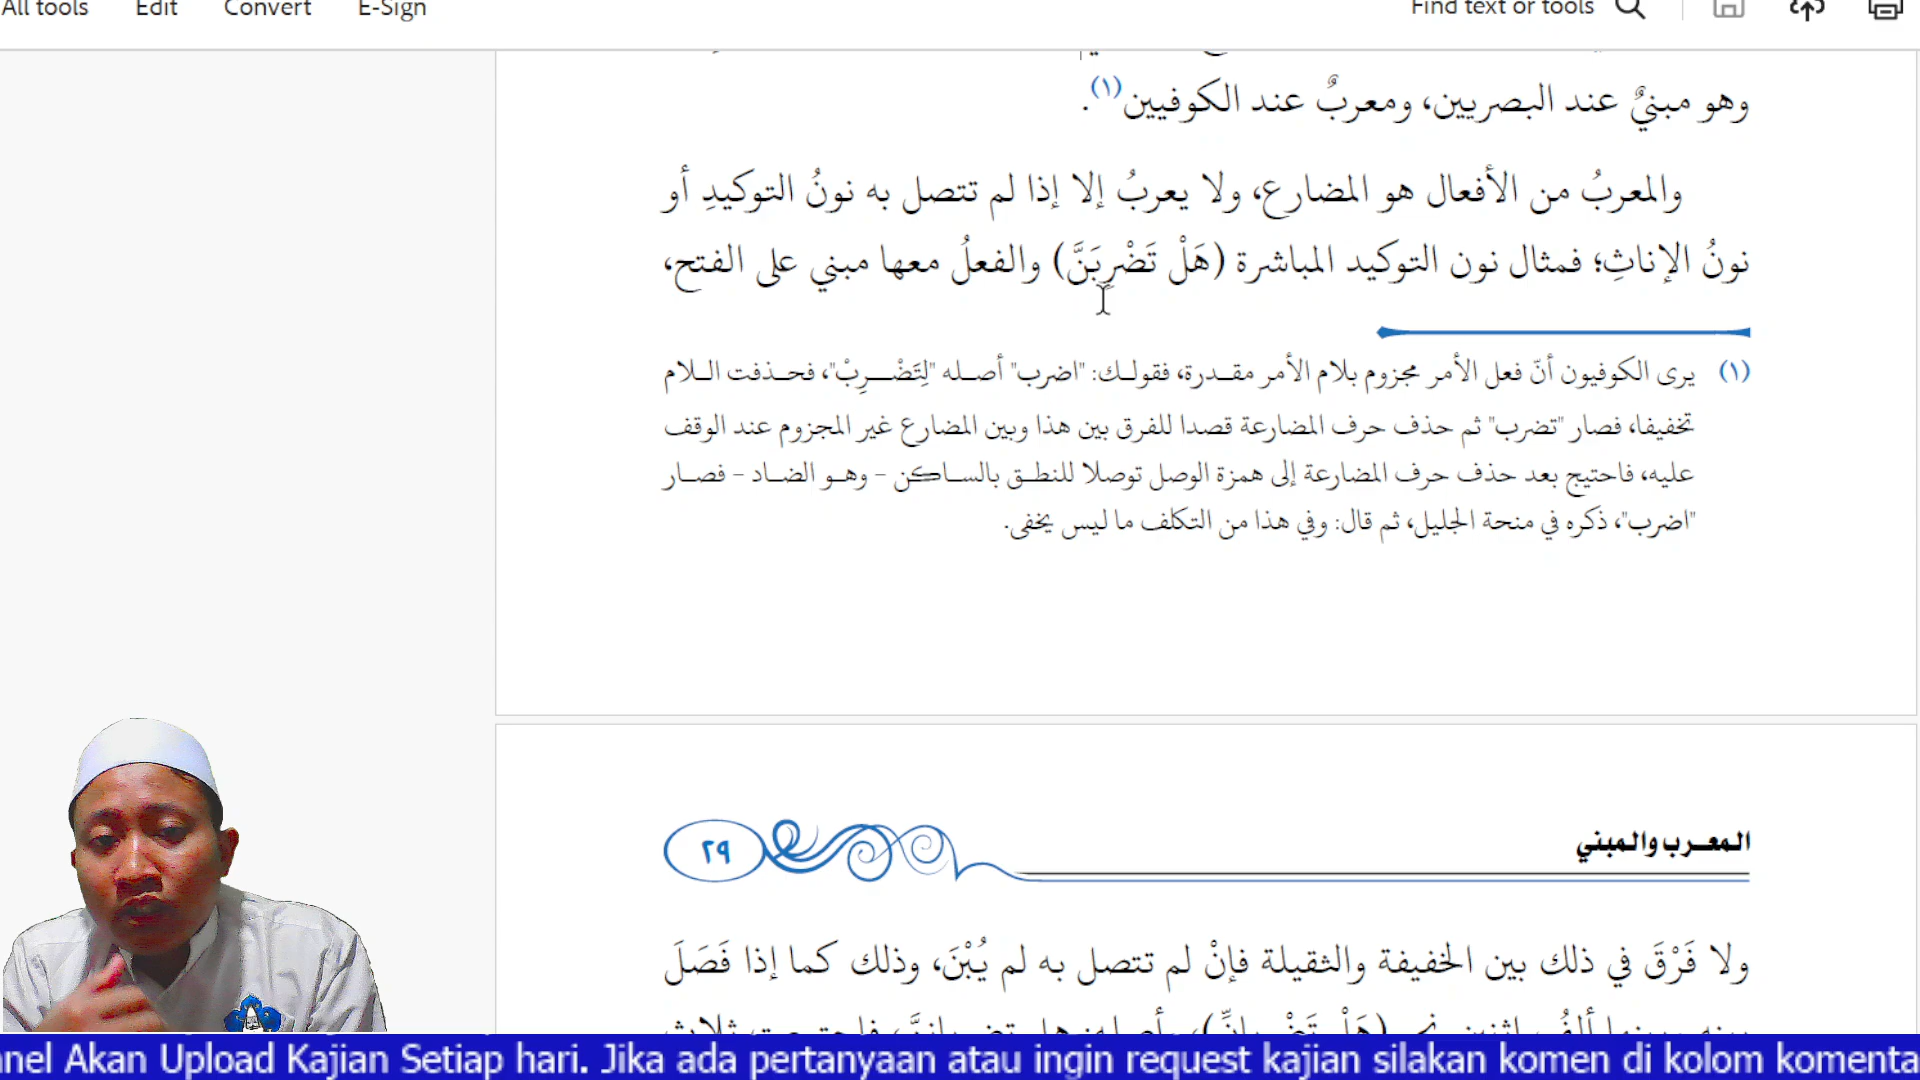 All tools Edit Convert E-Sign Find text or tools
وهو مبنيٌّ عند البصريين، ومعربٌ عند الكوفيين(١).
والمعربُ من الأفعال هو المضارع، ولا يعربُ إلا إذا لم تتصل به نونُ التوكيدِ أو
نونُ الإناثِ؛ فمثال نون التوكيد المباشرة (هَلْ تَضْرِبَنَّ) والفعلُ معها مبني على الفتح،
(١) يرى الكوفيون أنّ فعل الأمر مجزوم بلام الأمر مقـدرة، فقولـك: "اضرب" أصـله "لِتَضْـرِبْ"، فحـذفت الـلام
تخفيفا، فصار "تضرب" ثم حذف حرف المضارعة قصدا للفرق بين هذا وبين المضارع غير المجزوم عند الوقف
عليه، فاحتيج بعد حذف حرف المضارعة إلى همزة الوصل توصلا للنطـق بالسـاكن - وهـو الضـاد - فصـار
"اضرب"، ذكره في منحة الجليل، ثم قال: وفي هذا من التكلف ما ليس يخفى.
المعـرب والمبني ٢٩
ولا فَرْقَ في ذلك بين الخفيفة والثقيلة فإنْ لم تتصل به لم يُبْنَ، وذلك كما إذا فَصَلَ
nel Akan Upload Kajian Setiap hari. Jika ada pertanyaan atau ingin request kajian silakan komen di kolom komenta